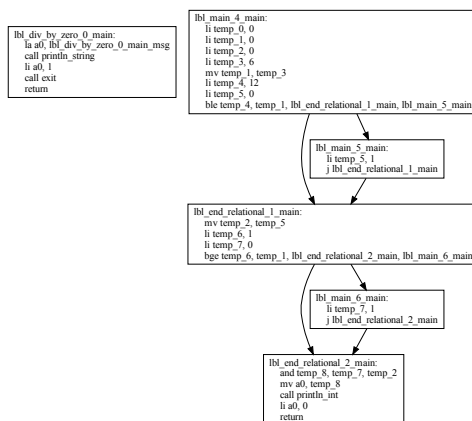 lbl_div_by_zero_0_main:
la a0, lbl_div_by_zero_0_main_msg
call println_string
li a0, 1
call exit
return
lbl_main_4_main:
li temp_0, 0
li temp_1, 0
li temp_2, 0
li temp_3, 6
mv temp_1, temp_3
li temp_4, 12
li temp_5, 0
ble temp_4, temp_1, lbl_end_relational_1_main, lbl_main_5_main
lbl_main_5_main:
li temp_5, 1
j lbl_end_relational_1_main
lbl_end_relational_1_main:
mv temp_2, temp_5
li temp_6, 1
li temp_7, 0
bge temp_6, temp_1, lbl_end_relational_2_main, lbl_main_6_main
lbl_main_6_main:
li temp_7, 1
j lbl_end_relational_2_main
lbl_end_relational_2_main:
and temp_8, temp_7, temp_2
mv a0, temp_8
call println_int
li a0, 0
return